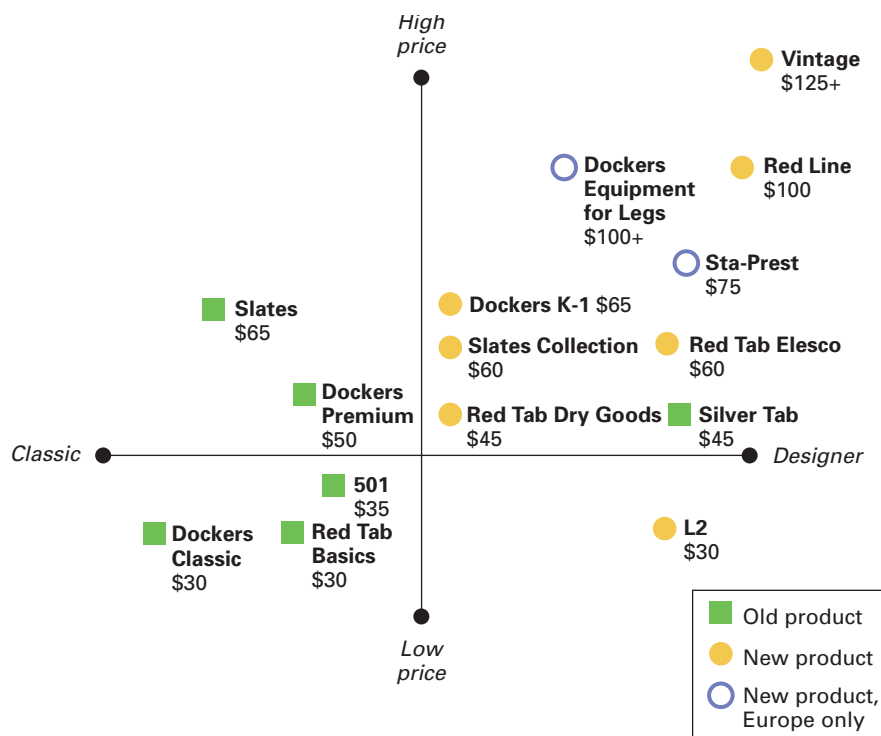 High
price
Vintage
$125+
Dockers
Equipment
for Legs
$100+
Red Line
$100
Sta-Prest
$75
Slates
$65
Dockers K-1 $65
Slates Collection
$60
Red Tab Elesco
$60
Dockers
Premium
$50
Red Tab Dry Goods
$45
Silver Tab
$45
Classic
Designer
501
$35
Dockers
Classic
$30
Red Tab
Basics
$30
L2
$30
Low
price
Old product
New product
New product,
Europe only